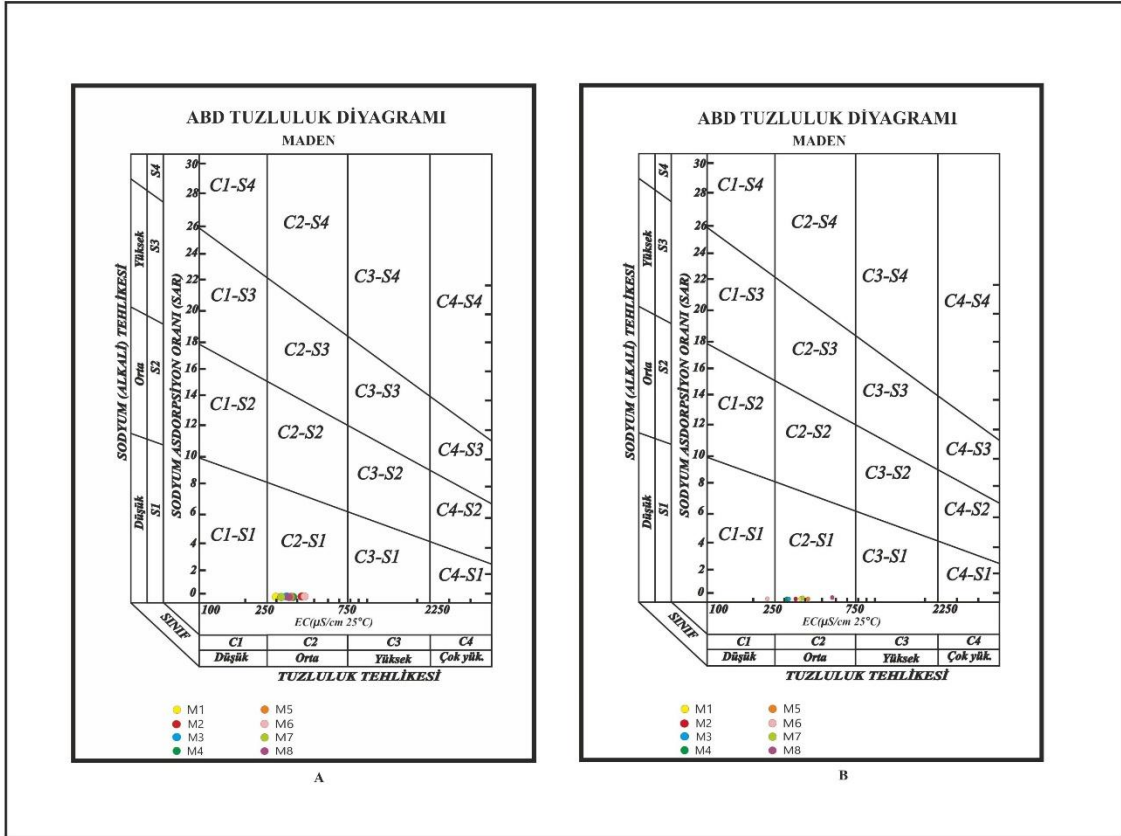 ABD TUZLULUK DİYAGRAMI
MADEN
SODYUM (ALKALİ) TEHLİKESİ
Düşük
Orta
Yüksek
S1
S2
S3
S4
SODYUM ASDORPSİYON ORANI (SAR)
30
28
26
24
22
20
18
16
14
12
10
8
6
4
2
0
C1-S4
C2-S4
C3-S4
C4-S4
C1-S3
C2-S3
C3-S3
C4-S3
C1-S2
C2-S2
C3-S2
C4-S2
C1-S1
C2-S1
C3-S1
C4-S1
100 250 750 2250
EC(µS/cm 25°C)
SINIF
C1 C2 C3 C4
Düşük Orta Yüksek Çok yük.
TUZLULUK TEHLİKESİ
M1 M5
M2 M6
M3 M7
M4 M8
A
ABD TUZLULUK DİYAGRAMI
MADEN
SODYUM (ALKALİ) TEHLİKESİ
Düşük
Orta
Yüksek
S1
S2
S3
S4
SODYUM ASDORPSİYON ORANI (SAR)
30
28
26
24
22
20
18
16
14
12
10
8
6
4
2
0
C1-S4
C2-S4
C3-S4
C4-S4
C1-S3
C2-S3
C3-S3
C4-S3
C1-S2
C2-S2
C3-S2
C4-S2
C1-S1
C2-S1
C3-S1
C4-S1
100 250 750 2250
EC(µS/cm 25°C)
SINIF
C1 C2 C3 C4
Düşük Orta Yüksek Çok yük.
TUZLULUK TEHLİKESİ
M1 M5
M2 M6
M3 M7
M4 M8
B